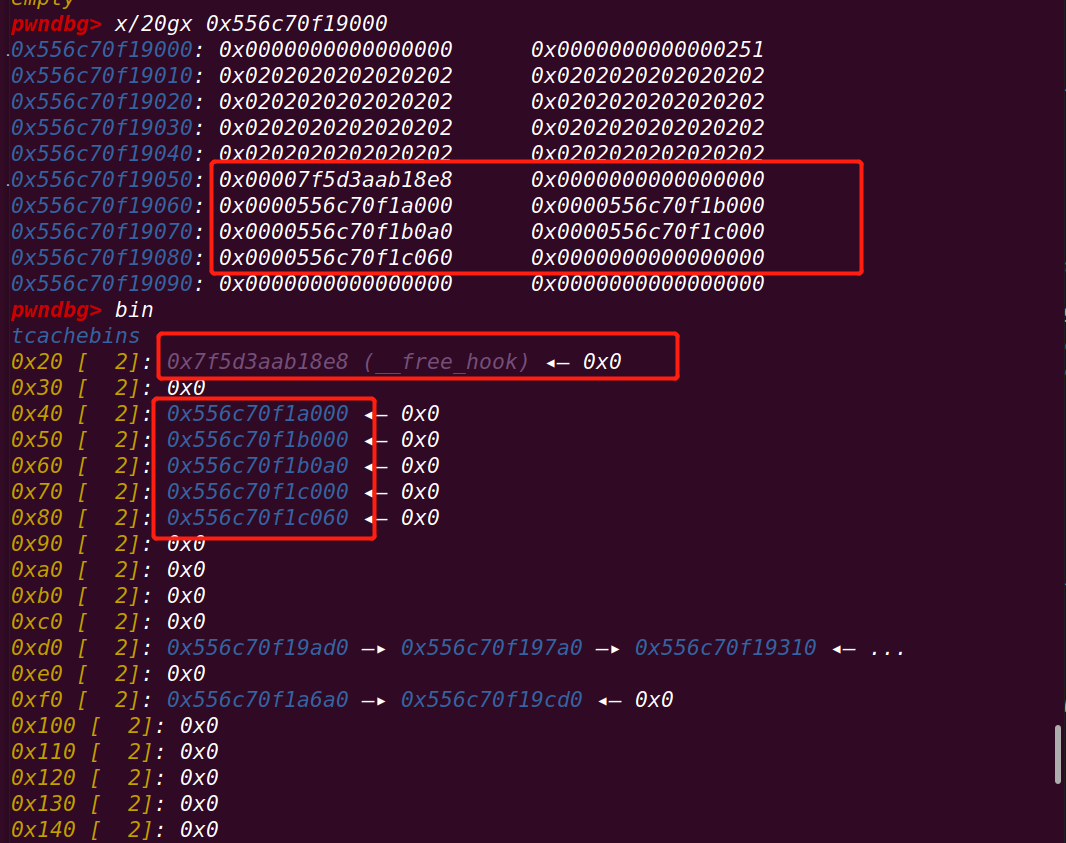 empty
pwndbg> x/20gx 0x556c70f19000
0x556c70f19000: 0x0000000000000000 0x0000000000000251
0x556c70f19010: 0x0202020202020202 0x0202020202020202
0x556c70f19020: 0x0202020202020202 0x0202020202020202
0x556c70f19030: 0x0202020202020202 0x0202020202020202
0x556c70f19040: 0x0202020202020202 0x0202020202020202
0x556c70f19050: 0x00007f5d3aab18e8 0x0000000000000000
0x556c70f19060: 0x0000556c70f1a000 0x0000556c70f1b000
0x556c70f19070: 0x0000556c70f1b0a0 0x0000556c70f1c000
0x556c70f19080: 0x0000556c70f1c060 0x0000000000000000
0x556c70f19090: 0x0000000000000000 0x0000000000000000
pwndbg> bin
tcachebins
0x20 [  2]: 0x7f5d3aab18e8 (__free_hook) ◂— 0x0
0x30 [  2]: 0x0
0x40 [  2]: 0x556c70f1a000 ◂— 0x0
0x50 [  2]: 0x556c70f1b000 ◂— 0x0
0x60 [  2]: 0x556c70f1b0a0 ◂— 0x0
0x70 [  2]: 0x556c70f1c000 ◂— 0x0
0x80 [  2]: 0x556c70f1c060 ◂— 0x0
0x90 [  2]: 0x0
0xa0 [  2]: 0x0
0xb0 [  2]: 0x0
0xc0 [  2]: 0x0
0xd0 [  2]: 0x556c70f19ad0 —▸ 0x556c70f197a0 —▸ 0x556c70f19310 ◂— ...
0xe0 [  2]: 0x0
0xf0 [  2]: 0x556c70f1a6a0 —▸ 0x556c70f19cd0 ◂— 0x0
0x100 [  2]: 0x0
0x110 [  2]: 0x0
0x120 [  2]: 0x0
0x130 [  2]: 0x0
0x140 [  2]: 0x0